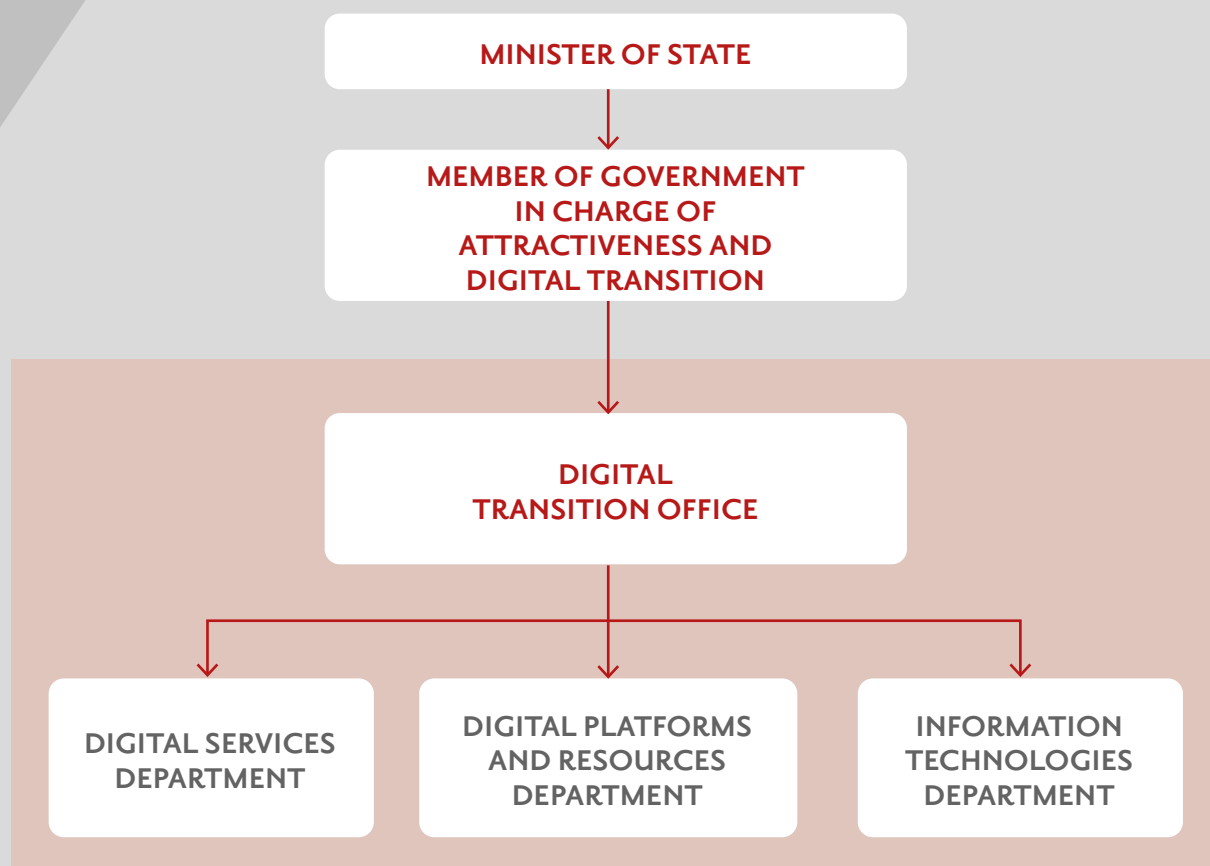 MINISTER OF STATE
MEMBER OF GOVERNMENT
IN CHARGE OF
ATTRACTIVENESS AND
DIGITAL TRANSITION
DIGITAL
TRANSITION OFFICE
DIGITAL SERVICES
DEPARTMENT
DIGITAL PLATFORMS
AND RESOURCES
DEPARTMENT
INFORMATION
TECHNOLOGIES
DEPARTMENT